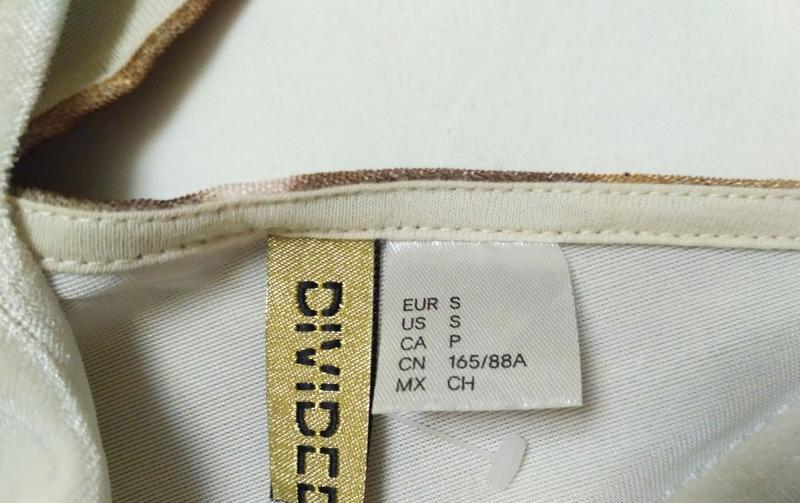 DIVIDED
EUR S
US S
CA P
CN 165/88A
MX CH